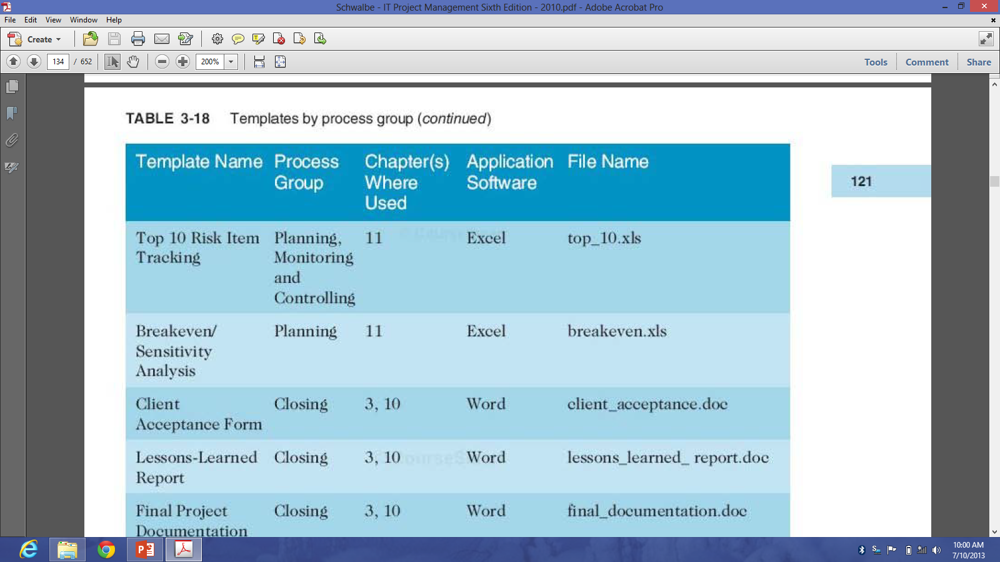 Schwalbe - IT Project Management Sixth Edition - 2010.pdf - Adobe Acrobat Pro
File Edit View Window Help
Create
134 / 652 200% Tools Comment Share
TABLE 3-18 Templates by process group (continued)
Template Name Process Chapter(s) Application File Name
Group Where Software
Used
121
Top 10 Risk Item Planning, 11 Excel top_10.xls
Tracking Monitoring
and
Controlling
Breakeven/ Planning 11 Excel breakeven.xls
Sensitivity
Analysis
Client Closing 3, 10 Word client_acceptance.doc
Acceptance Form
Lessons-Learned Closing 3, 10 Word lessons_learned_ report.doc
Report
Final Project Closing 3, 10 Word final_documentation.doc
Documentation
10:00 AM
7/10/2013